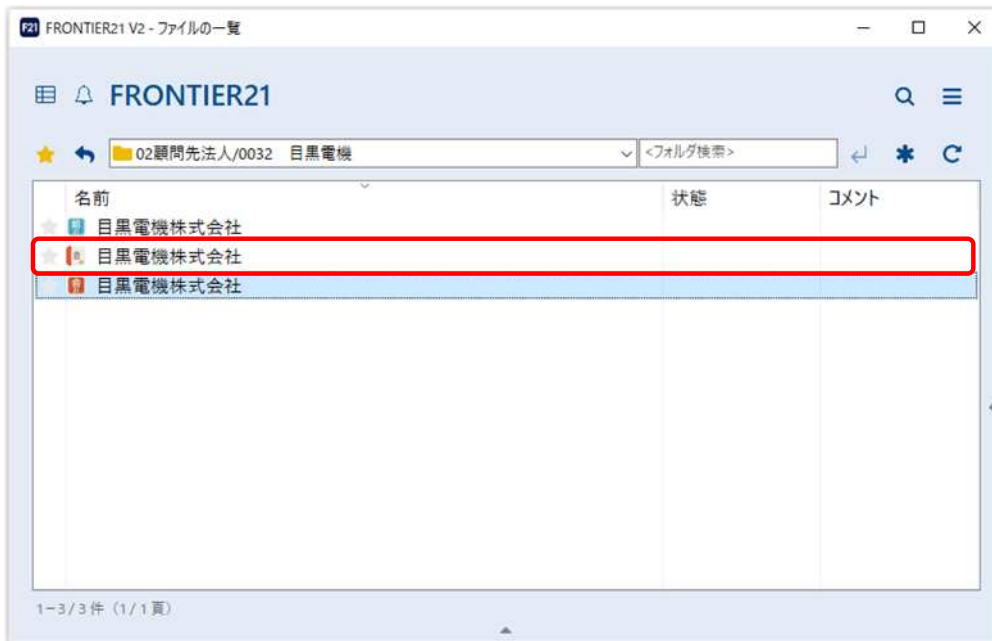 F21 FRONTIER21 V2 - ファイルの一覧
FRONTIER21
02顧問先法人/0032　目黒電機 <フォルダ検索>
名前 状態 コメント
目黒電機株式会社
目黒電機株式会社
目黒電機株式会社
1-3/3件 (1/1頁)